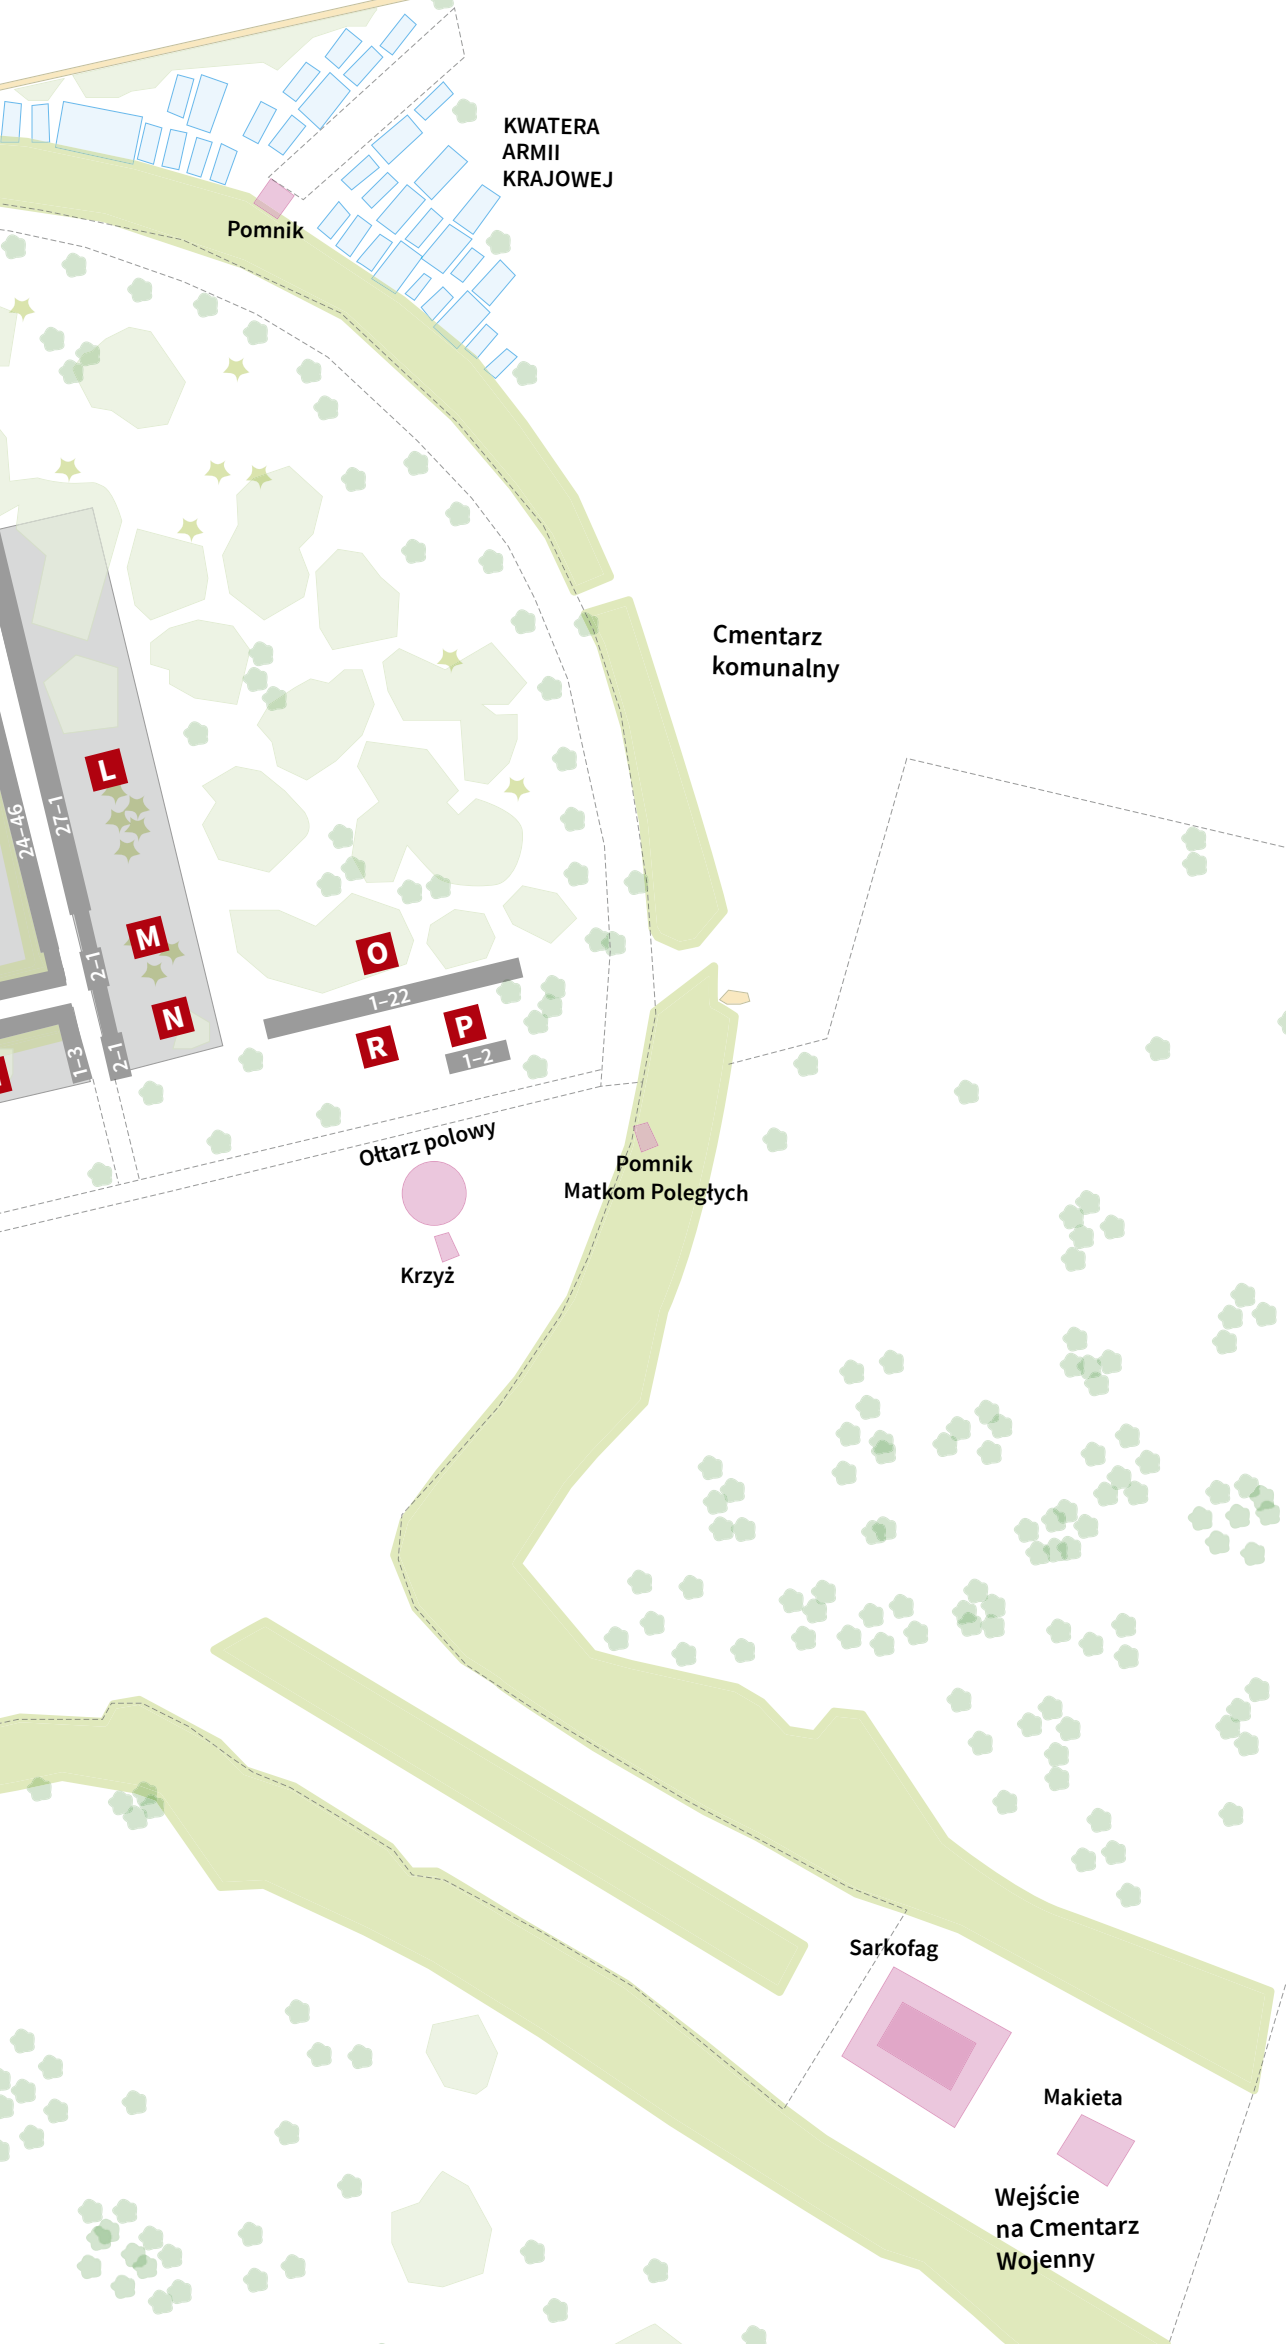 KWATERA
ARMII
KRAJOWEJ
Pomnik
Cmentarz
komunalny
L
24–46
27–1
M
2–1
O
1–22
N
P
R
1–2
2–1
1–3
Ołtarz polowy
Pomnik
Matkom Poległych
Krzyż
Sarkofag
Makieta
Wejście
na Cmentarz
Wojenny